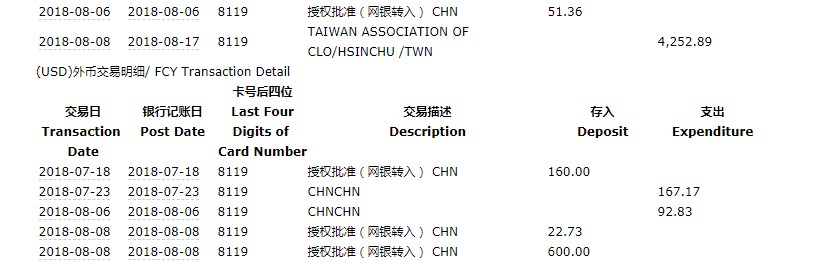 2018-08-06 2018-08-06 8119 授权批准（网银转入） CHN 51.36
TAIWAN ASSOCIATION OF
2018-08-08 2018-08-17 8119 4,252.89
CLO/HSINCHU /TWN
(USD)外币交易明细/ FCY Transaction Detail
卡号后四位
交易日 银行记账日 Last Four 交易描述 存入 支出
Transaction Post Date Digits of Description Deposit Expenditure
Date Card Number
2018-07-18 2018-07-18 8119 授权批准（网银转入） CHN 160.00
2018-07-23 2018-07-23 8119 CHNCHN 167.17
2018-08-06 2018-08-06 8119 CHNCHN 92.83
2018-08-08 2018-08-08 8119 授权批准（网银转入） CHN 22.73
2018-08-08 2018-08-08 8119 授权批准（网银转入） CHN 600.00